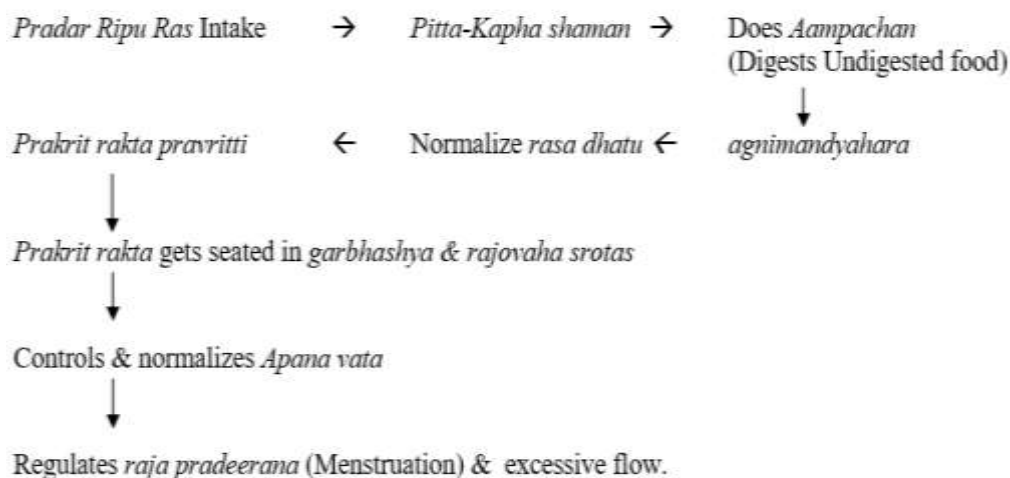 Pradar Ripu Ras Intake → Pitta-Kapha shaman → Does Aampachan
(Digests Undigested food)
Prakrit rakta pravritti ← Normalize rasa dhatu ← agnimandyahara
Prakrit rakta gets seated in garbhashya & rajovaha srotas
Controls & normalizes Apana vata
Regulates raja pradeerana (Menstruation) & excessive flow.